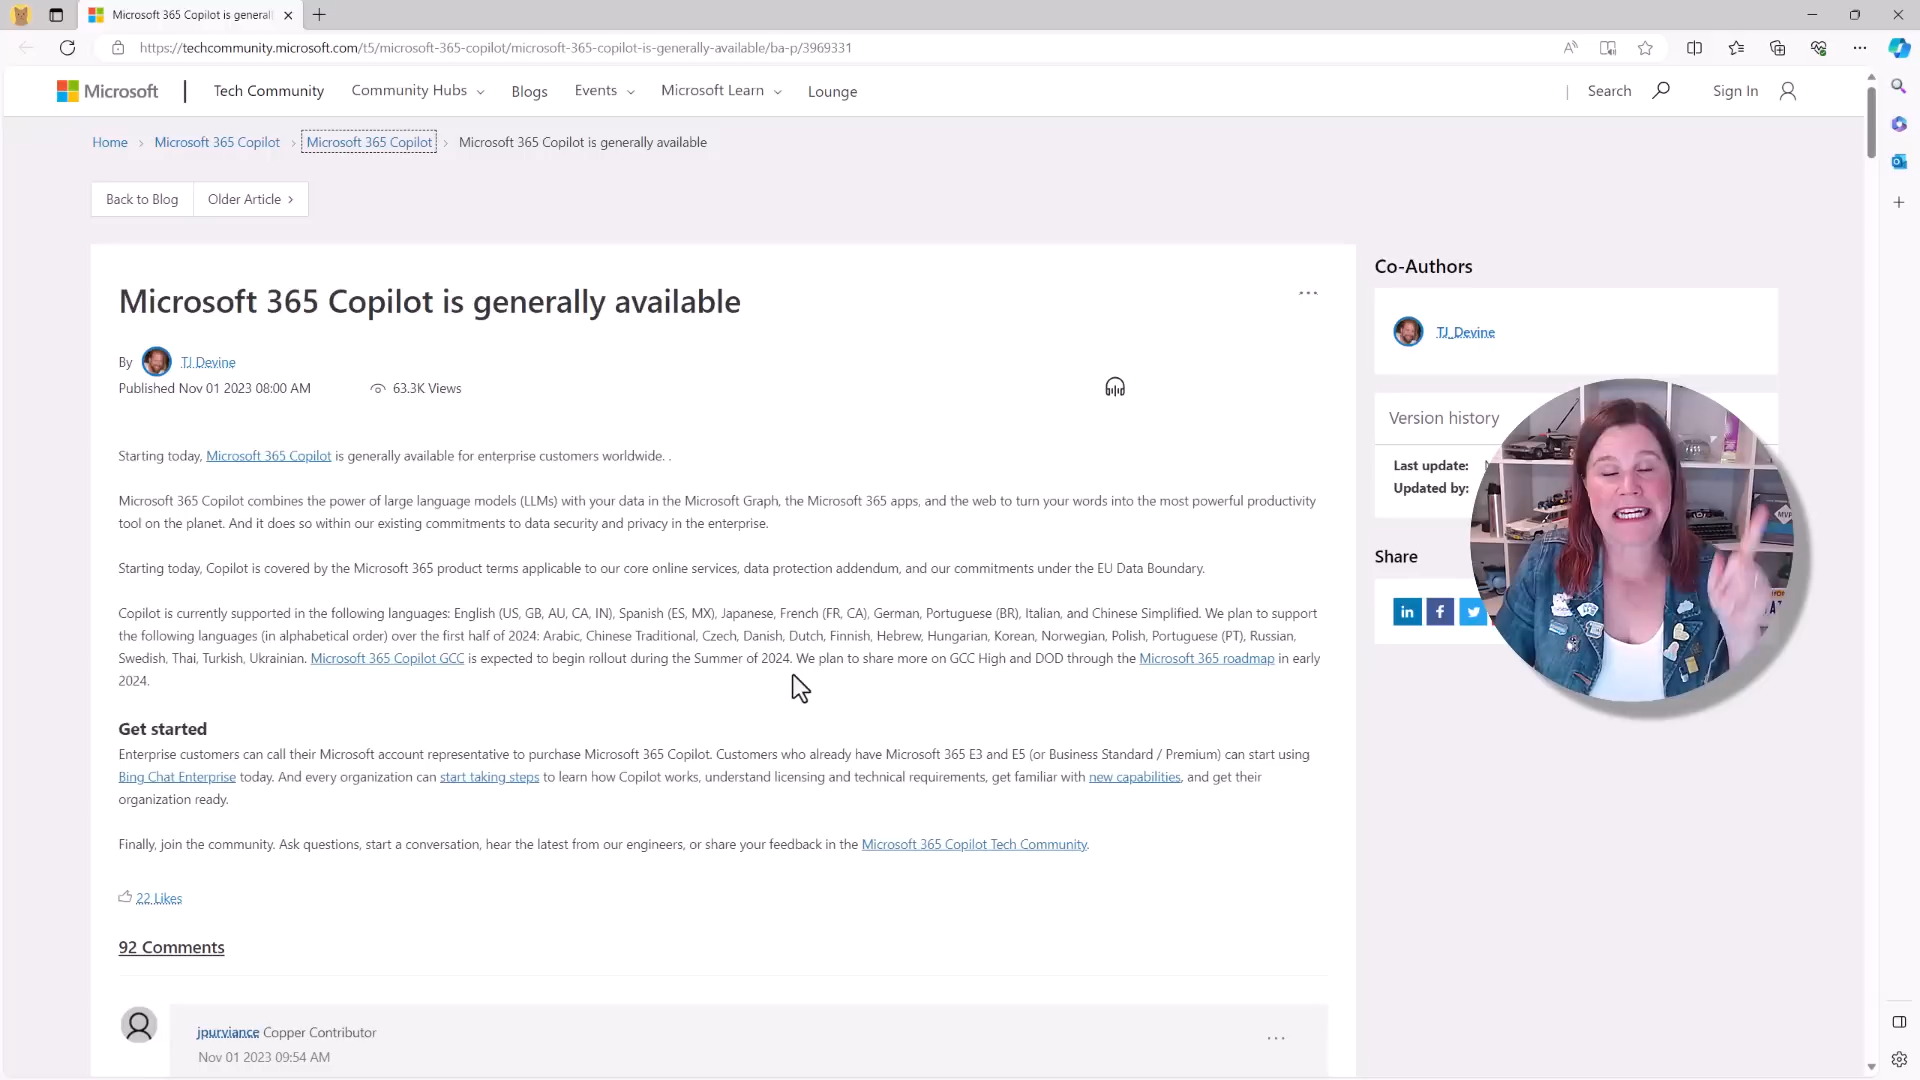 Microsoft 365 Copilot is general
https://techcommunity.microsoft.com/t5/microsoft-365-copilot/microsoft-365-copilot-is-generally-available/ba-p/3969331
Microsoft
Tech Community
Community Hubs
Blogs
Events
Microsoft Learn
Lounge
Search
Sign In
Home > Microsoft 365 Copilot > Microsoft 365 Copilot > Microsoft 365 Copilot is generally available
Back to Blog
Older Article >
Microsoft 365 Copilot is generally available
By TJ Devine
Published Nov 01 2023 08:00 AM
63.3K Views
Starting today, Microsoft 365 Copilot is generally available for enterprise customers worldwide. .
Microsoft 365 Copilot combines the power of large language models (LLMs) with your data in the Microsoft Graph, the Microsoft 365 apps, and the web to turn your words into the most powerful productivity
tool on the planet. And it does so within our existing commitments to data security and privacy in the enterprise.
Starting today, Copilot is covered by the Microsoft 365 product terms applicable to our core online services, data protection addendum, and our commitments under the EU Data Boundary.
Copilot is currently supported in the following languages: English (US, GB, AU, CA, IN), Spanish (ES, MX), Japanese, French (FR, CA), German, Portuguese (BR), Italian, and Chinese Simplified. We plan to support
the following languages (in alphabetical order) over the first half of 2024: Arabic, Chinese Traditional, Czech, Danish, Dutch, Finnish, Hebrew, Hungarian, Korean, Norwegian, Polish, Portuguese (PT), Russian,
Swedish, Thai, Turkish, Ukrainian. Microsoft 365 Copilot GCC is expected to begin rollout during the Summer of 2024. We plan to share more on GCC High and DOD through the Microsoft 365 roadmap in early
2024.
Get started
Enterprise customers can call their Microsoft account representative to purchase Microsoft 365 Copilot. Customers who already have Microsoft 365 E3 and E5 (or Business Standard / Premium) can start using
Bing Chat Enterprise today. And every organization can start taking steps to learn how Copilot works, understand licensing and technical requirements, get familiar with new capabilities, and get their
organization ready.
Finally, join the community. Ask questions, start a conversation, hear the latest from our engineers, or share your feedback in the Microsoft 365 Copilot Tech Community.
22 Likes
92 Comments
jpurviance Copper Contributor
Nov 01 2023 09:54 AM
Co-Authors
TJ_Devine
Version history
Last update:
Updated by:
Share
MVP